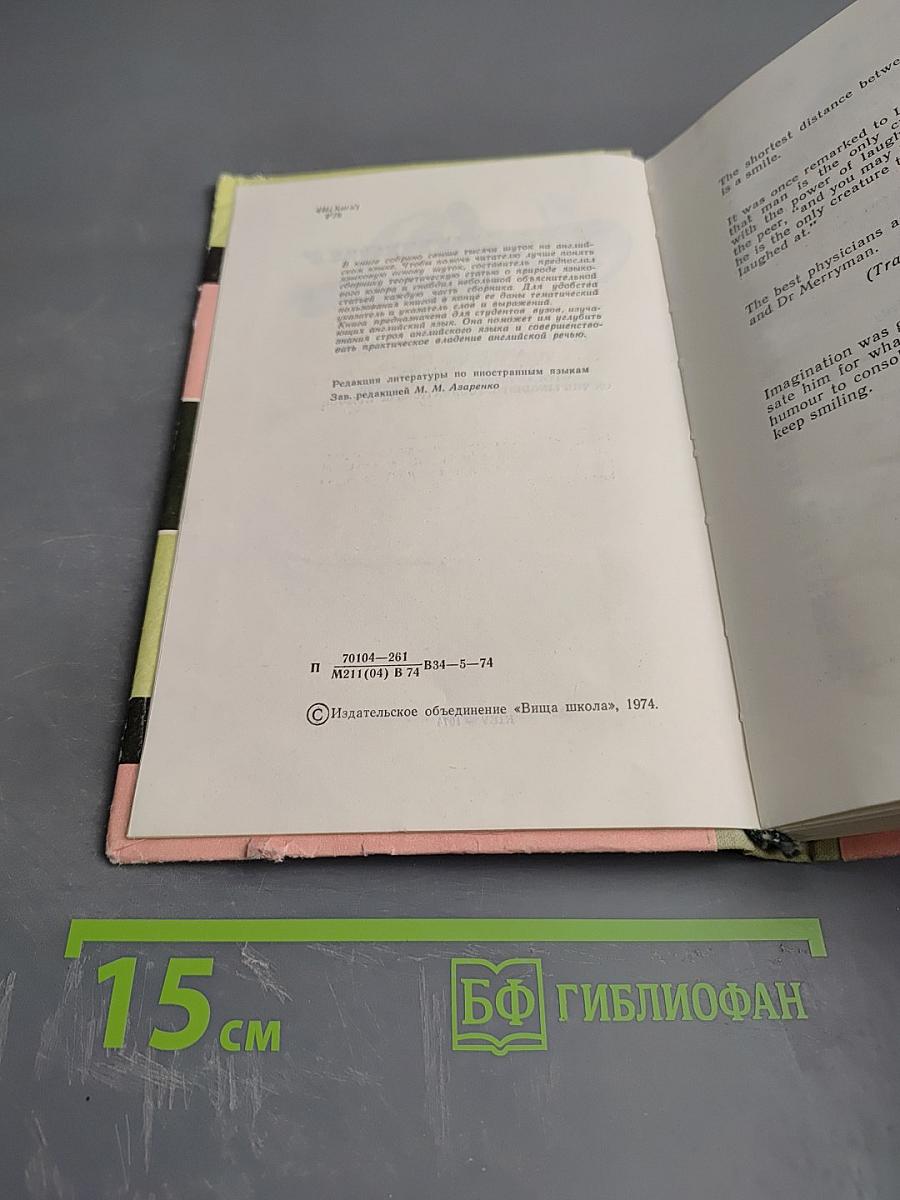 В книге собрано свыше тысячи шуток на англий-
ском языке. Чтобы помочь читателю лучше понять
языковую основу шуток, составитель предпослал
сборнику теоретическую статью о природе языко-
вого юмора и снабдил небольшой объяснительной
статьей каждую часть сборника. Для удобства
пользования книгой в конце ее даны тематический
указатель и указатель слов и выражений.
Книга предназначена для студентов вузов, изуча-
ющих английский язык. Она поможет им углубить
знания строя английского языка и совершенство-
вать практическое владение английской речью.
Редакция литературы по иностранным языкам
Зав. редакцией М. М. Азаренко
П 70104—261
М211(04) В 74 В34—5—74
© Издательское объединение «Вища школа», 1974.
The shortest distance
is a smile.
It was once remarked to
that man is the only
with the power of
the peer, "and you may
he is the only creature
laughed at."
The best physicians
and Dr Merryman.
Imagination was
sate him for
humour to
keep smiling.
15 см
БФ ГИБЛИОФАН